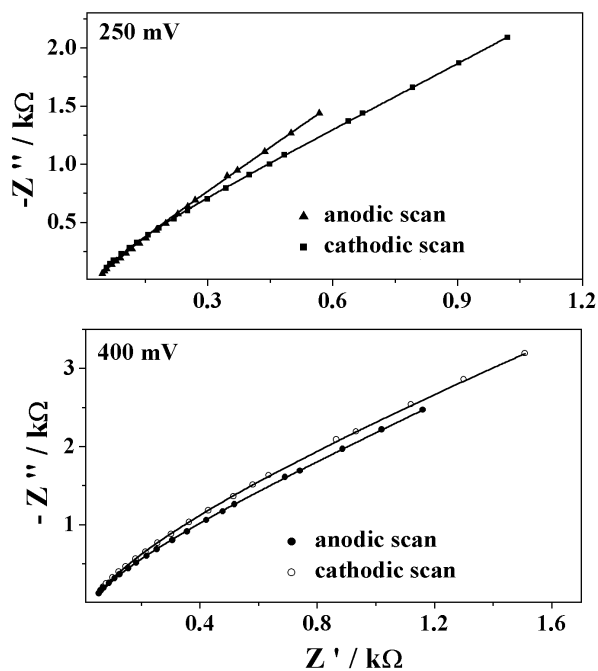 250 mV
2.0
1.5
1.0
0.5
-Z'' / kΩ
▲ anodic scan
■ cathodic scan
0.3 0.6 0.9 1.2
400 mV
3
2
1
- Z'' / kΩ
● anodic scan
○ cathodic scan
0.4 0.8 1.2 1.6
Z ' / kΩ